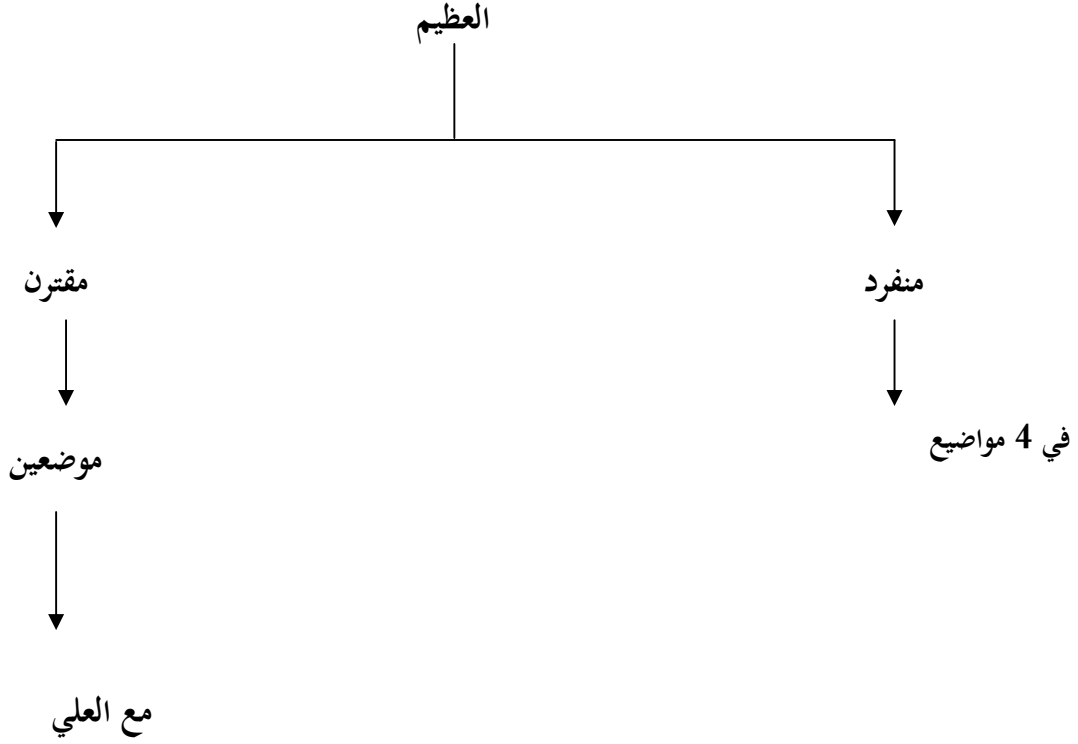 العظيم
منفرد
مقترن
في 4 مواضيع
موضعين
مع العلي